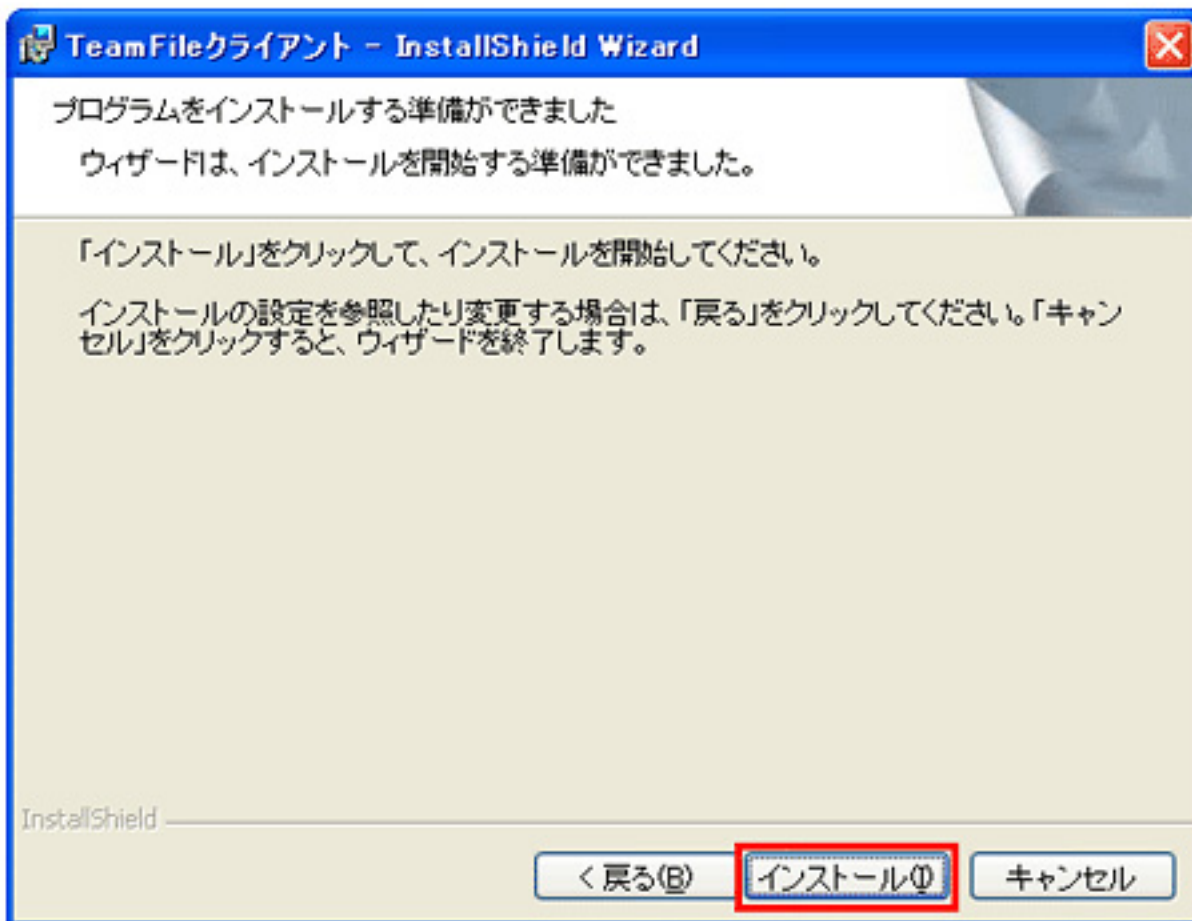 TeamFileクライアント - InstallShield Wizard
プログラムをインストールする準備ができました
ウィザードは、インストールを開始する準備ができました。
「インストール」をクリックして、インストールを開始してください。
インストールの設定を参照したり変更する場合は、「戻る」をクリックしてください。「キャン
セル」をクリックすると、ウィザードを終了します。
InstallShield
< 戻る(B) インストール(I) キャンセル